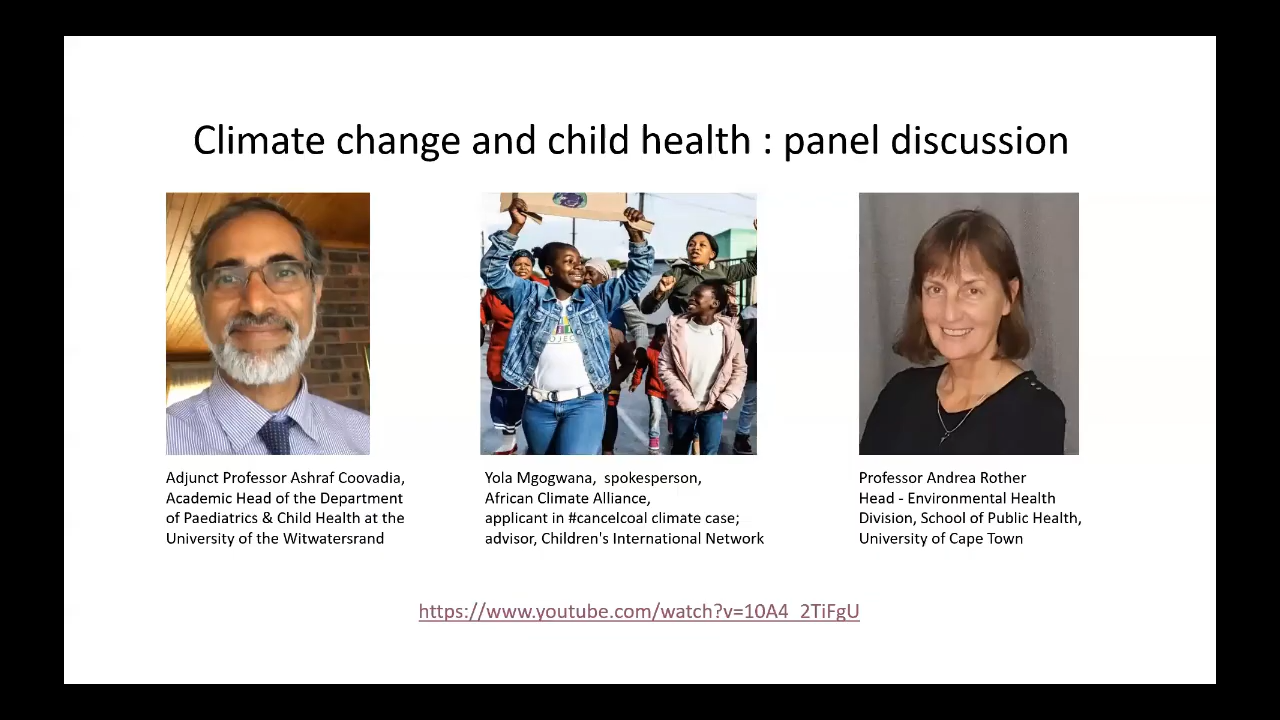 Climate change and child health : panel discussion
Adjunct Professor Ashraf Coovadia,
Academic Head of the Department
of Paediatrics & Child Health at the
University of the Witwatersrand
Yola Mgogwana, spokesperson,
African Climate Alliance,
applicant in #cancelcoal climate case;
advisor, Children's International Network
Professor Andrea Rother
Head - Environmental Health
Division, School of Public Health,
University of Cape Town
https://www.youtube.com/watch?v=10A4_2TiFgU